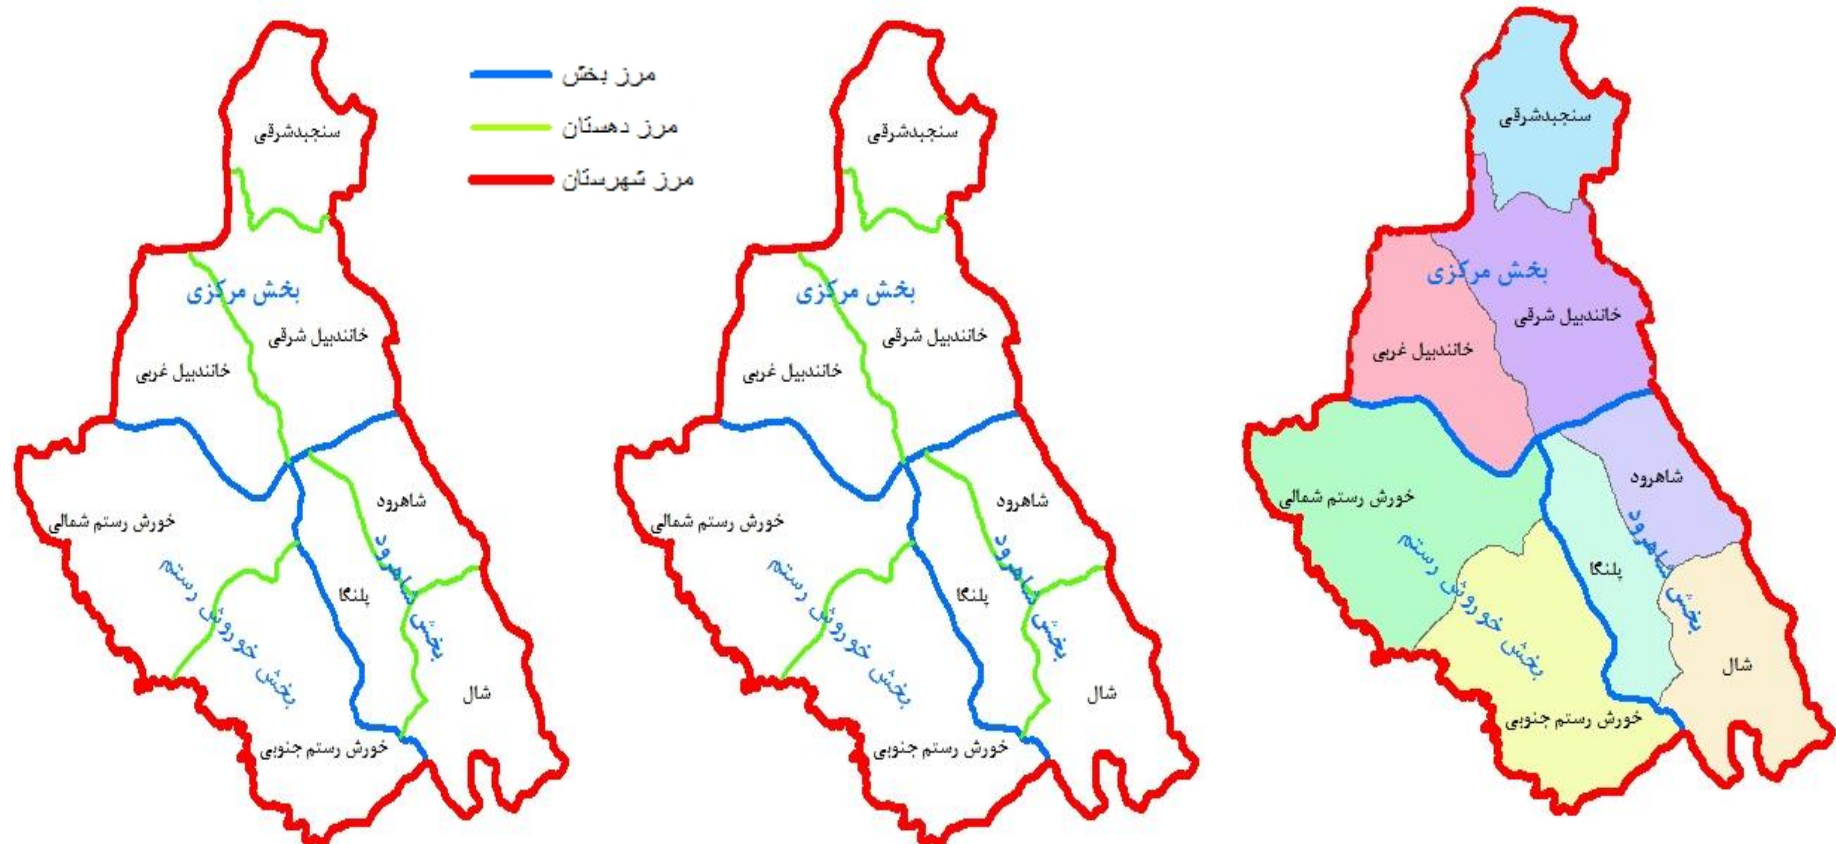 سنجبدشرقی
بخش مرکزی
خانندبیل شرقی
خانندبیل غربی
شاهرود
خورش رستم شمالی
بخش شاهرود
بخش خوروش رستم
پلنگا
شال
خورش رستم جنوبی
مرز بخش
مرز دهستان
مرز شهرستان
سنجبدشرقی
بخش مرکزی
خانندبیل شرقی
خانندبیل غربی
شاهرود
خورش رستم شمالی
بخش شاهرود
بخش خوروش رستم
پلنگا
شال
خورش رستم جنوبی
سنجبدشرقی
بخش مرکزی
خانندبیل شرقی
خانندبیل غربی
شاهرود
خورش رستم شمالی
بخش شاهرود
بخش خوروش رستم
پلنگا
شال
خورش رستم جنوبی